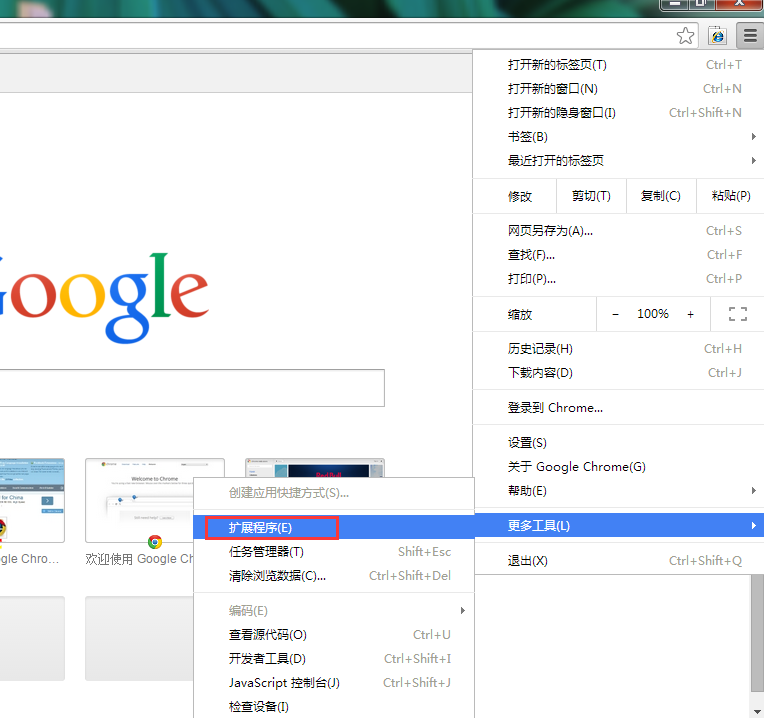 打开新的标签页(T) Ctrl+T
打开新的窗口(N) Ctrl+N
打开新的隐身窗口(I) Ctrl+Shift+N
书签(B)
最近打开的标签页
修改 剪切(T) 复制(C) 粘贴(P)
网页另存为(A)... Ctrl+S
查找(F)... Ctrl+F
打印(P)... Ctrl+P
缩放 − 100% +
历史记录(H) Ctrl+H
下载内容(D) Ctrl+J
登录到 Chrome...
设置(S)
关于 Google Chrome(G)
帮助(E)
更多工具(L)
退出(X) Ctrl+Shift+Q
Google
Welcome to Chrome
for China
gle Chro...
欢迎使用 Google Ch
创建应用快捷方式(S)...
扩展程序(E)
任务管理器(T) Shift+Esc
清除浏览数据(C)... Ctrl+Shift+Del
编码(E)
查看源代码(O) Ctrl+U
开发者工具(D) Ctrl+Shift+I
JavaScript 控制台(J) Ctrl+Shift+J
检查设备(I)